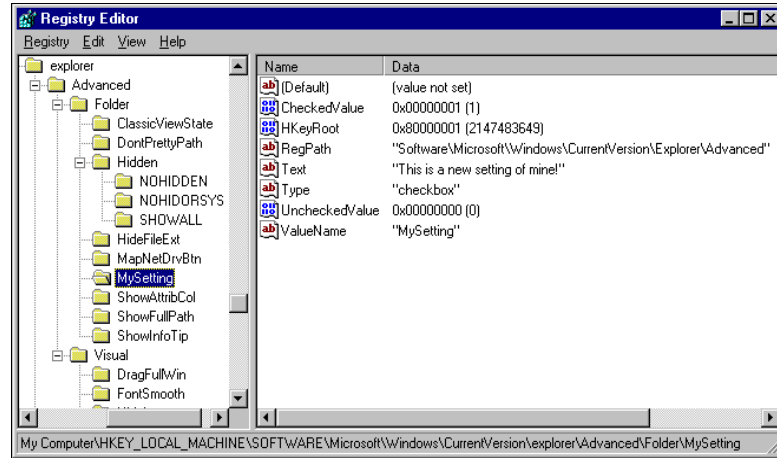 Registry Editor
Registry Edit View Help
explorer
Advanced
Folder
ClassicViewState
DontPrettyPath
Hidden
NOHIDDEN
NOHIDORSYS
SHOWALL
HideFileExt
MapNetDrvBtn
MySetting
ShowAttribCol
ShowFullPath
ShowInfoTip
Visual
DragFullWin
FontSmooth
Name Data
(Default) (value not set)
CheckedValue 0x00000001 (1)
HKeyRoot 0x80000001 (2147483649)
RegPath "Software\Microsoft\Windows\CurrentVersion\Explorer\Advanced"
Text "This is a new setting of mine!"
Type "checkbox"
UncheckedValue 0x00000000 (0)
ValueName "MySetting"
My Computer\HKEY_LOCAL_MACHINE\SOFTWARE\Microsoft\Windows\CurrentVersion\explorer\Advanced\Folder\MySetting